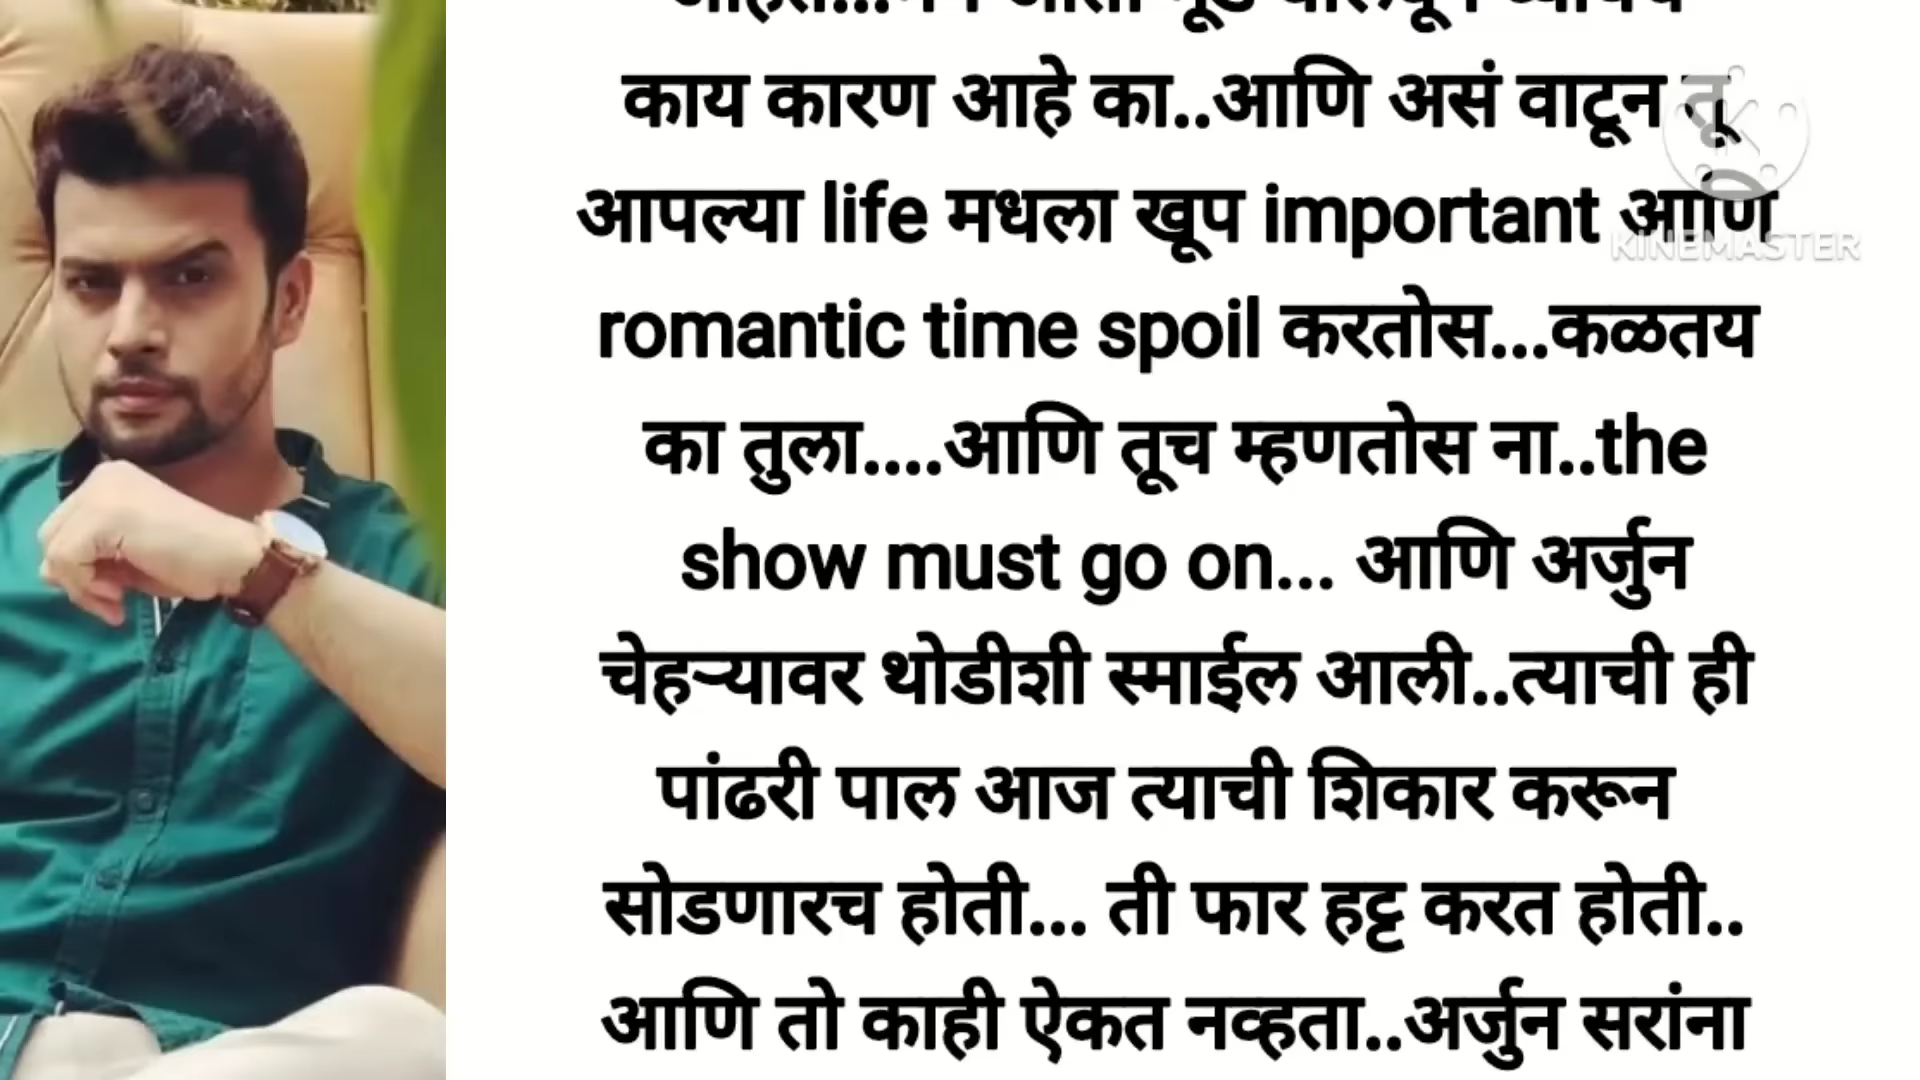 काय कारण आहे का..आणि असं वाटून तू
आपल्या life मधला खूप important आणि
KINEMASTER
romantic time spoil करतोस...कळतय
का तुला....आणि तूच म्हणतोस ना..the
show must go on... आणि अर्जुन
चेहऱ्यावर थोडीशी स्माईल आली..त्याची ही
पांढरी पाल आज त्याची शिकार करून
सोडणारच होती... ती फार हट्ट करत होती..
आणि तो काही ऐकत नव्हता..अर्जुन सरांना